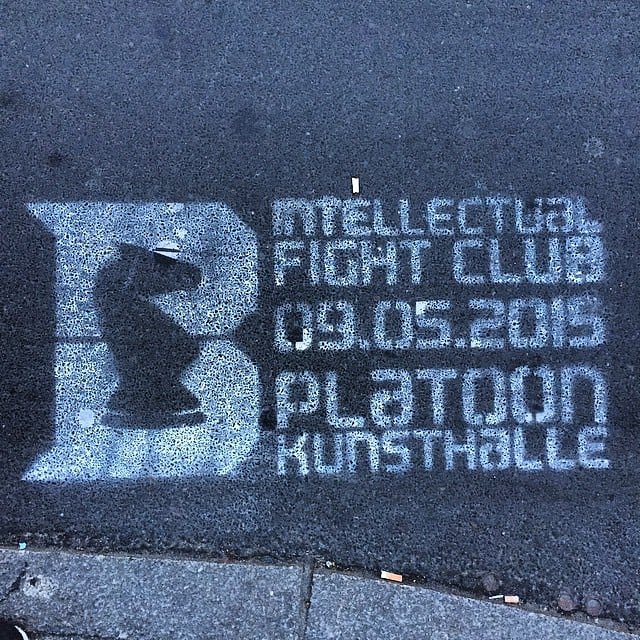 B
INTELLECTUAL
FIGHT CLUB
09.05.2015
PLATOON
KUNSTHALLE